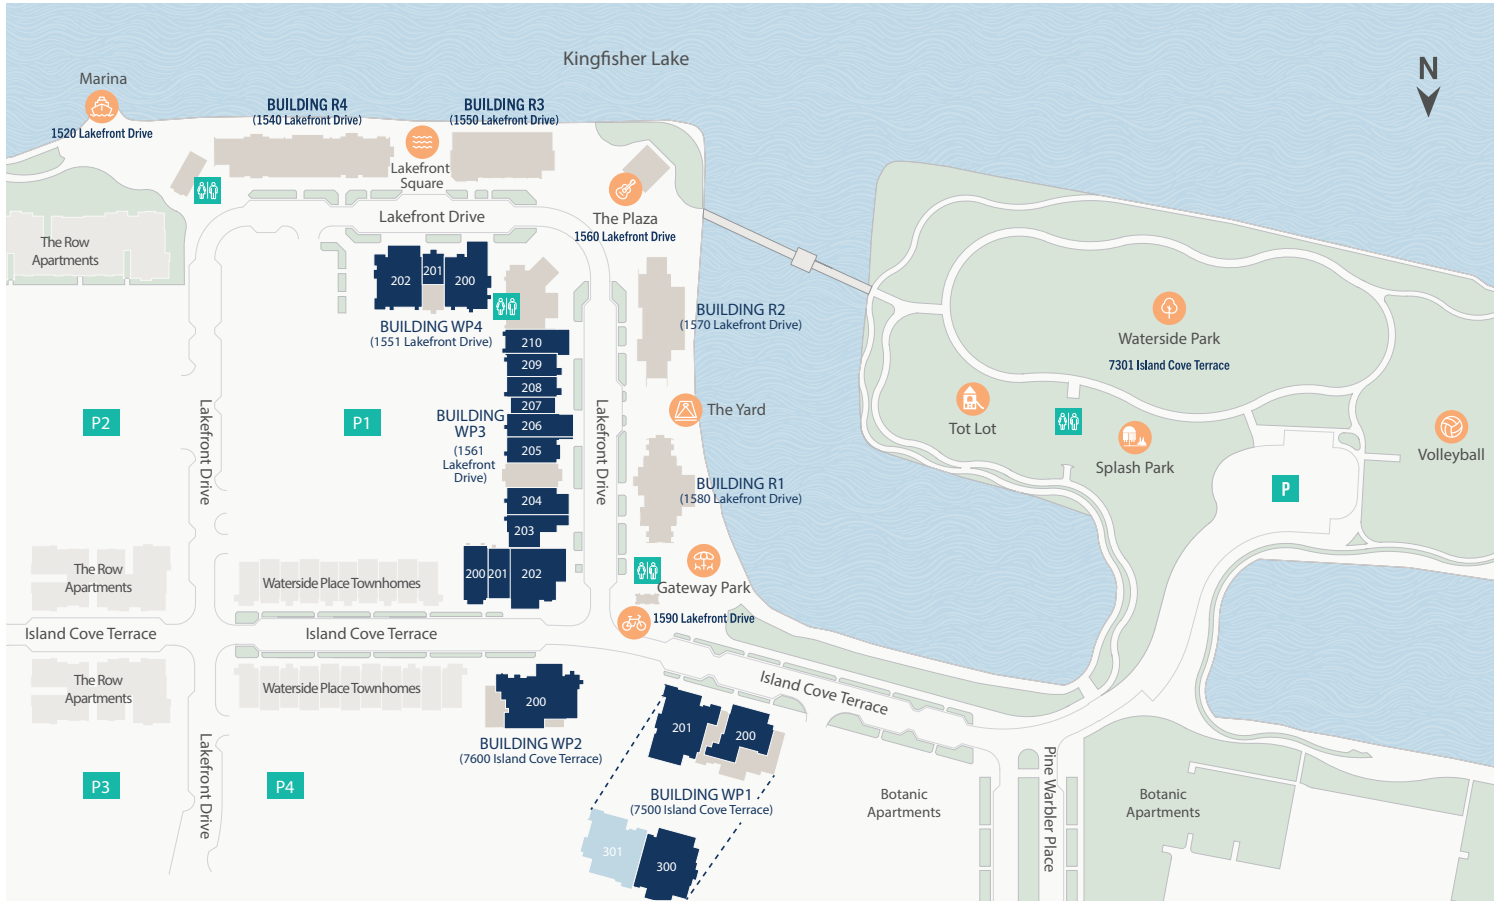 Kingfisher Lake
N
Marina
1520 Lakefront Drive
BUILDING R4
(1540 Lakefront Drive)
BUILDING R3
(1550 Lakefront Drive)
Lakefront
Square
The Plaza
1560 Lakefront Drive
Lakefront Drive
The Row
Apartments
202
201
200
BUILDING WP4
(1551 Lakefront Drive)
BUILDING R2
(1570 Lakefront Drive)
Waterside Park
7301 Island Cove Terrace
210
209
208
207
206
205
204
203
200
201
202
BUILDING
WP3
(1561
Lakefront
Drive)
P2
P1
Lakefront Drive
Lakefront Drive
The Yard
Tot Lot
Splash Park
Volleyball
P
BUILDING R1
(1580 Lakefront Drive)
The Row
Apartments
Waterside Place Townhomes
Gateway Park
1590 Lakefront Drive
Island Cove Terrace
Island Cove Terrace
Island Cove Terrace
The Row
Apartments
Waterside Place Townhomes
200
BUILDING WP2
(7600 Island Cove Terrace)
201
200
BUILDING WP1
(7500 Island Cove Terrace)
301
300
P3
Lakefront Drive
P4
Botanic
Apartments
Pine Warbler Place
Botanic
Apartments